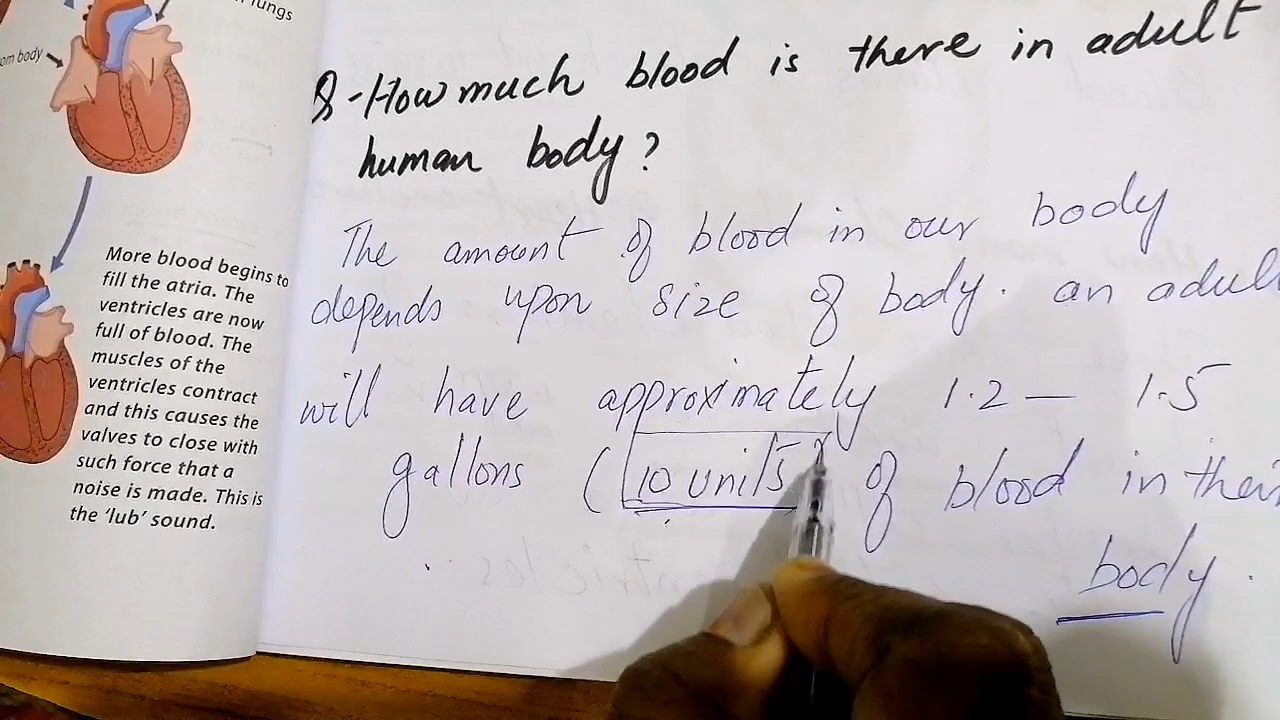 lungs
om body
More blood begins to
fill the atria. The
ventricles are now
full of blood. The
muscles of the
ventricles contract
and this causes the
valves to close with
such force that a
noise is made. This is
the 'lub' sound.
Q-How much blood is there in adult
human body?
The amount of blood in our body
depends upon size of body. an adul
will have approximately 1.2 — 1.5
gallons (10 units) of blood in their
body.